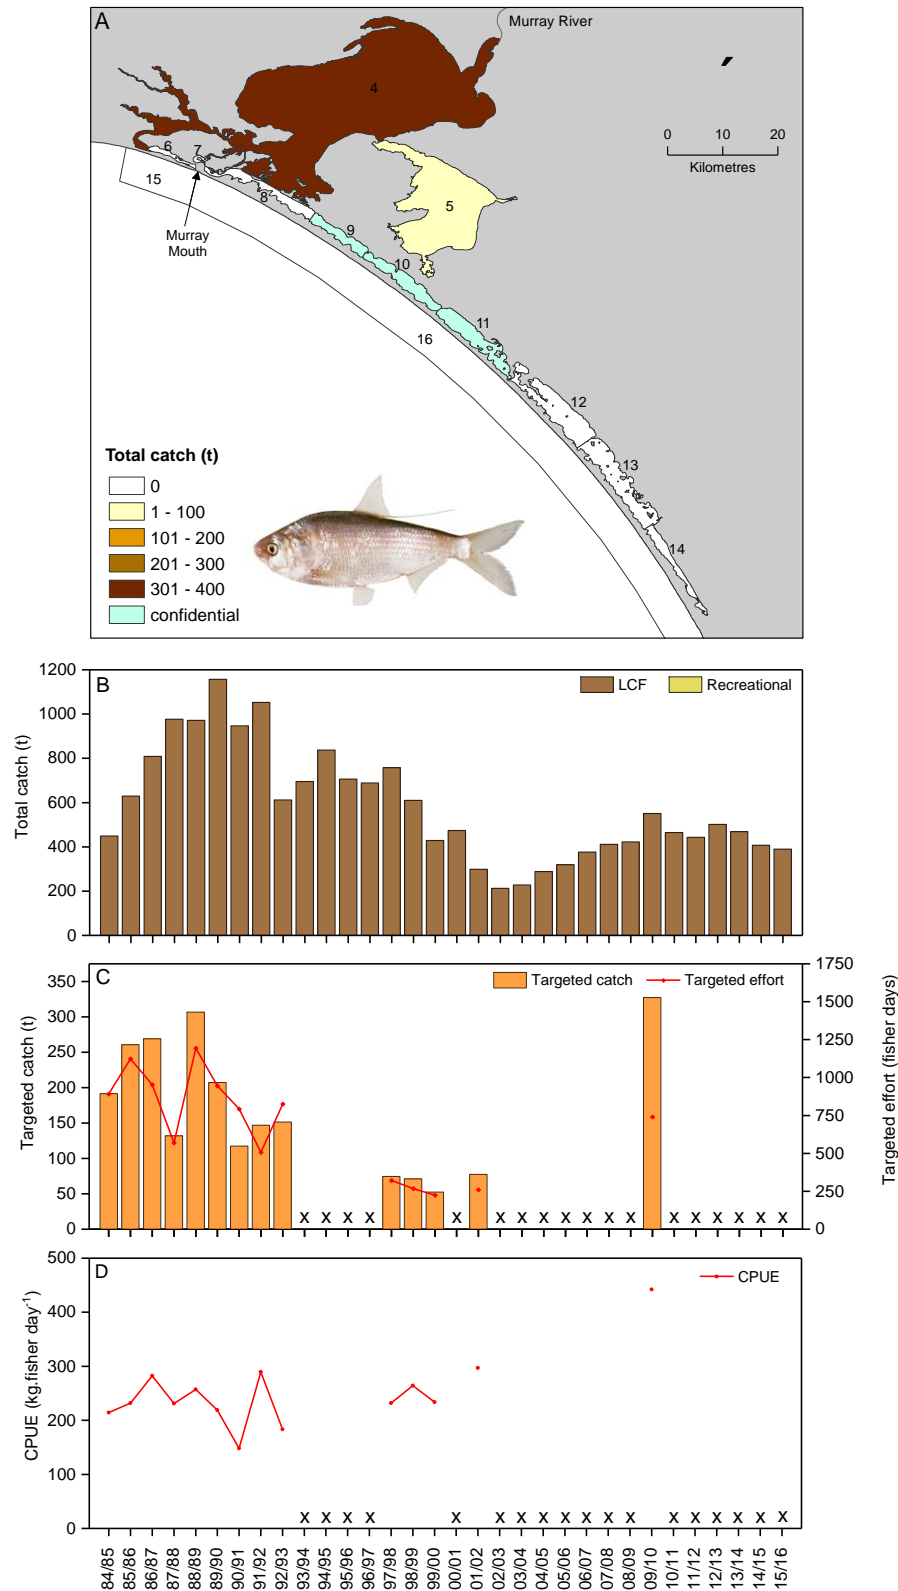 A
Murray River
4
0 10 20
Kilometres
6
7
15
8
5
Murray
Mouth
9
10
11
16
12
13
14
Total catch (t)
0
1 - 100
101 - 200
201 - 300
301 - 400
confidential
B
LCF
Recreational
Total catch (t)
1200
1000
800
600
400
200
0
C
Targeted catch
Targeted effort
Targeted catch (t)
350
300
250
200
150
100
50
0
x x x x x x x x x x x x x x x x x x
1750
1500
1250
1000
750
500
250
0
Targeted effort (fisher days)
D
CPUE
CPUE (kg.fisher day-1)
500
400
300
200
100
0
x x x x x x x x x x x x x x x x x x
84/85
85/86
86/87
87/88
88/89
89/90
90/91
91/92
92/93
93/94
94/95
95/96
96/97
97/98
98/99
99/00
00/01
01/02
02/03
03/04
04/05
05/06
06/07
07/08
08/09
09/10
10/11
11/12
12/13
13/14
14/15
15/16